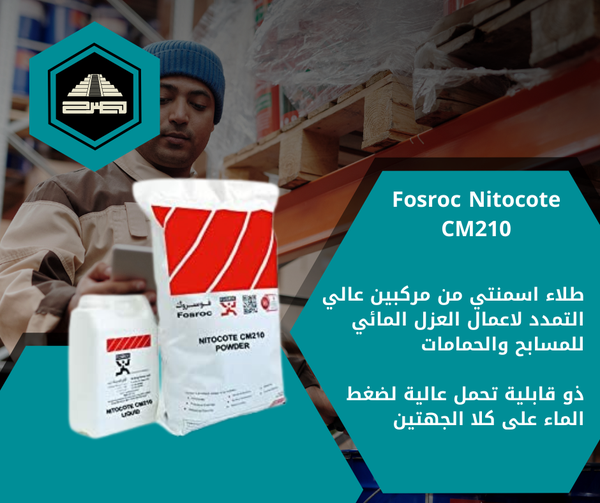 Fosroc Nitocote
CM210
طلاء اسمنتي من مركبين عالي
التمدد لاعمال العزل المائي
للمسابح والحمامات
ذو قابلية تحمل عالية لضغط
الماء على كلا الجهتين
فوسروك
Fosroc
NITOCOTE CM210
POWDER
NITOCOTE CM210
LIQUID